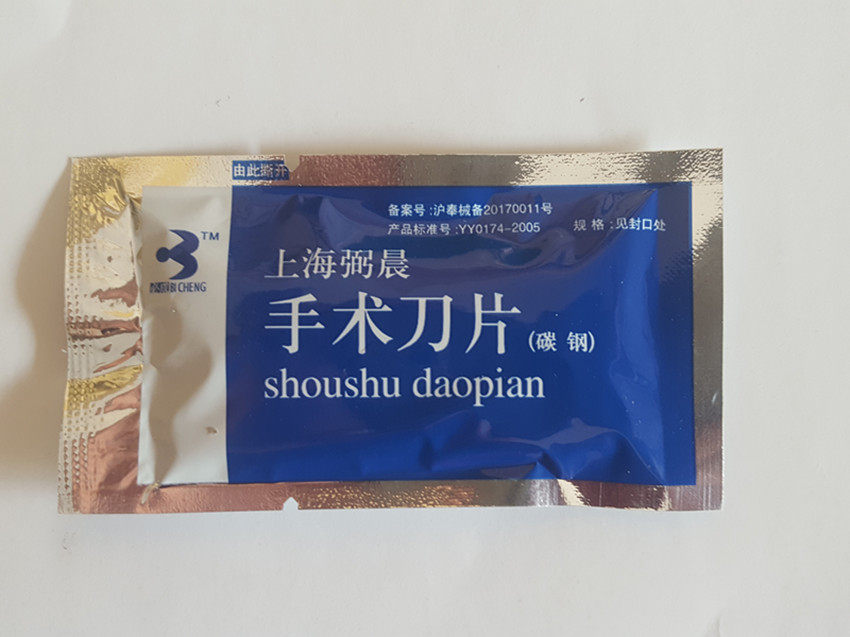 由此撕开
备案号:沪奉械备20170011号
产品标准号:YY0174-2005 规格:见封口处
TM
BICHENG
上海弼晨
手术刀片(碳 钢)
shoushu daopian